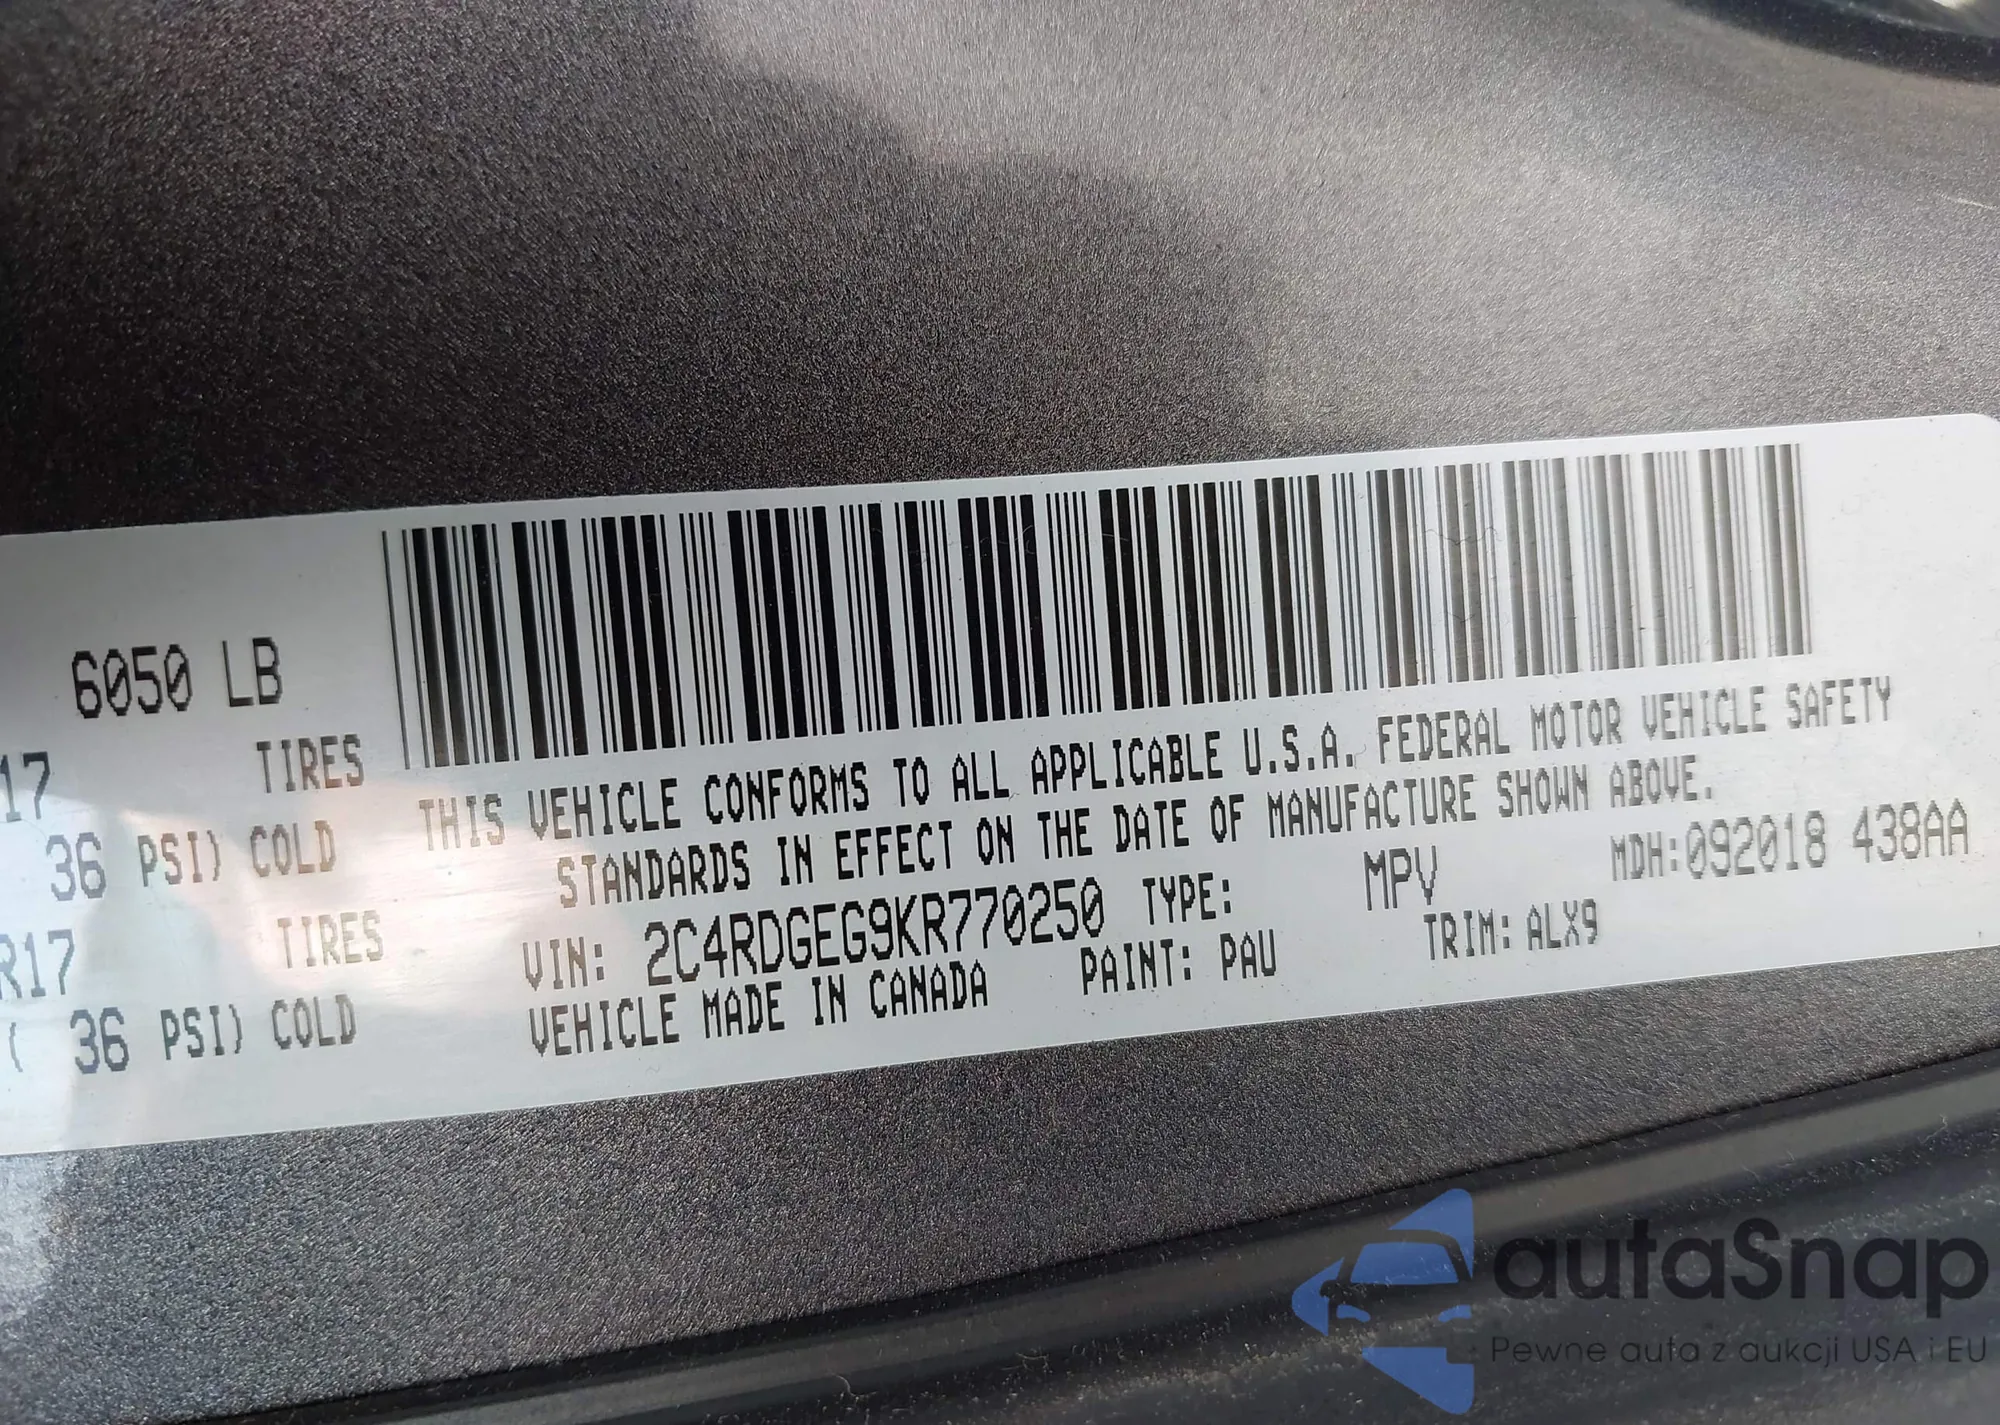 6050 LB
17 TIRES
36 PSI) COLD
R17 TIRES
( 36 PSI) COLD
THIS VEHICLE CONFORMS TO ALL APPLICABLE U.S.A. FEDERAL MOTOR VEHICLE SAFETY
STANDARDS IN EFFECT ON THE DATE OF MANUFACTURE SHOWN ABOVE.
VIN: 2C4RDGEG9KR770250 TYPE: MPV MDH:092018 438AA
VEHICLE MADE IN CANADA PAINT: PAU TRIM: ALX9
autaSnap
Pewne auta z aukcji USA i EU